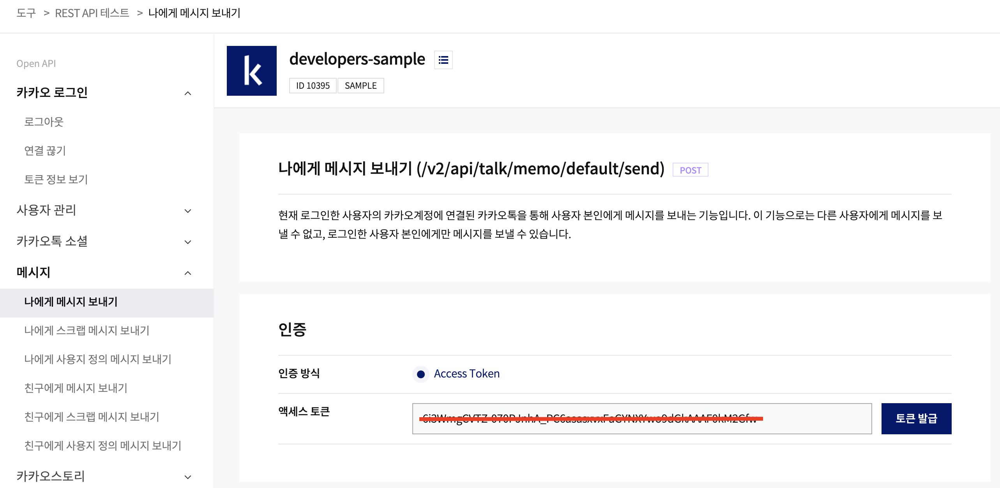 도구 > REST API 테스트 > 나에게 메시지 보내기
Open API
카카오 로그인
로그아웃
연결 끊기
토큰 정보 보기
사용자 관리
카카오톡 소셜
메시지
나에게 메시지 보내기
나에게 스크랩 메시지 보내기
나에게 사용지 정의 메시지 보내기
친구에게 메시지 보내기
친구에게 스크랩 메시지 보내기
친구에게 사용지 정의 메시지 보내기
카카오스토리
k
developers-sample
ID 10395 SAMPLE
나에게 메시지 보내기 (/v2/api/talk/memo/default/send) POST
현재 로그인한 사용자의 카카오계정에 연결된 카카오톡을 통해 사용자 본인에게 메시지를 보내는 기능입니다. 이 기능으로는 다른 사용자에게 메시지를 보
낼 수 없고, 로그인한 사용자 본인에게만 메시지를 보낼 수 있습니다.
인증
인증 방식 Access Token
액세스 토큰
토큰 발급